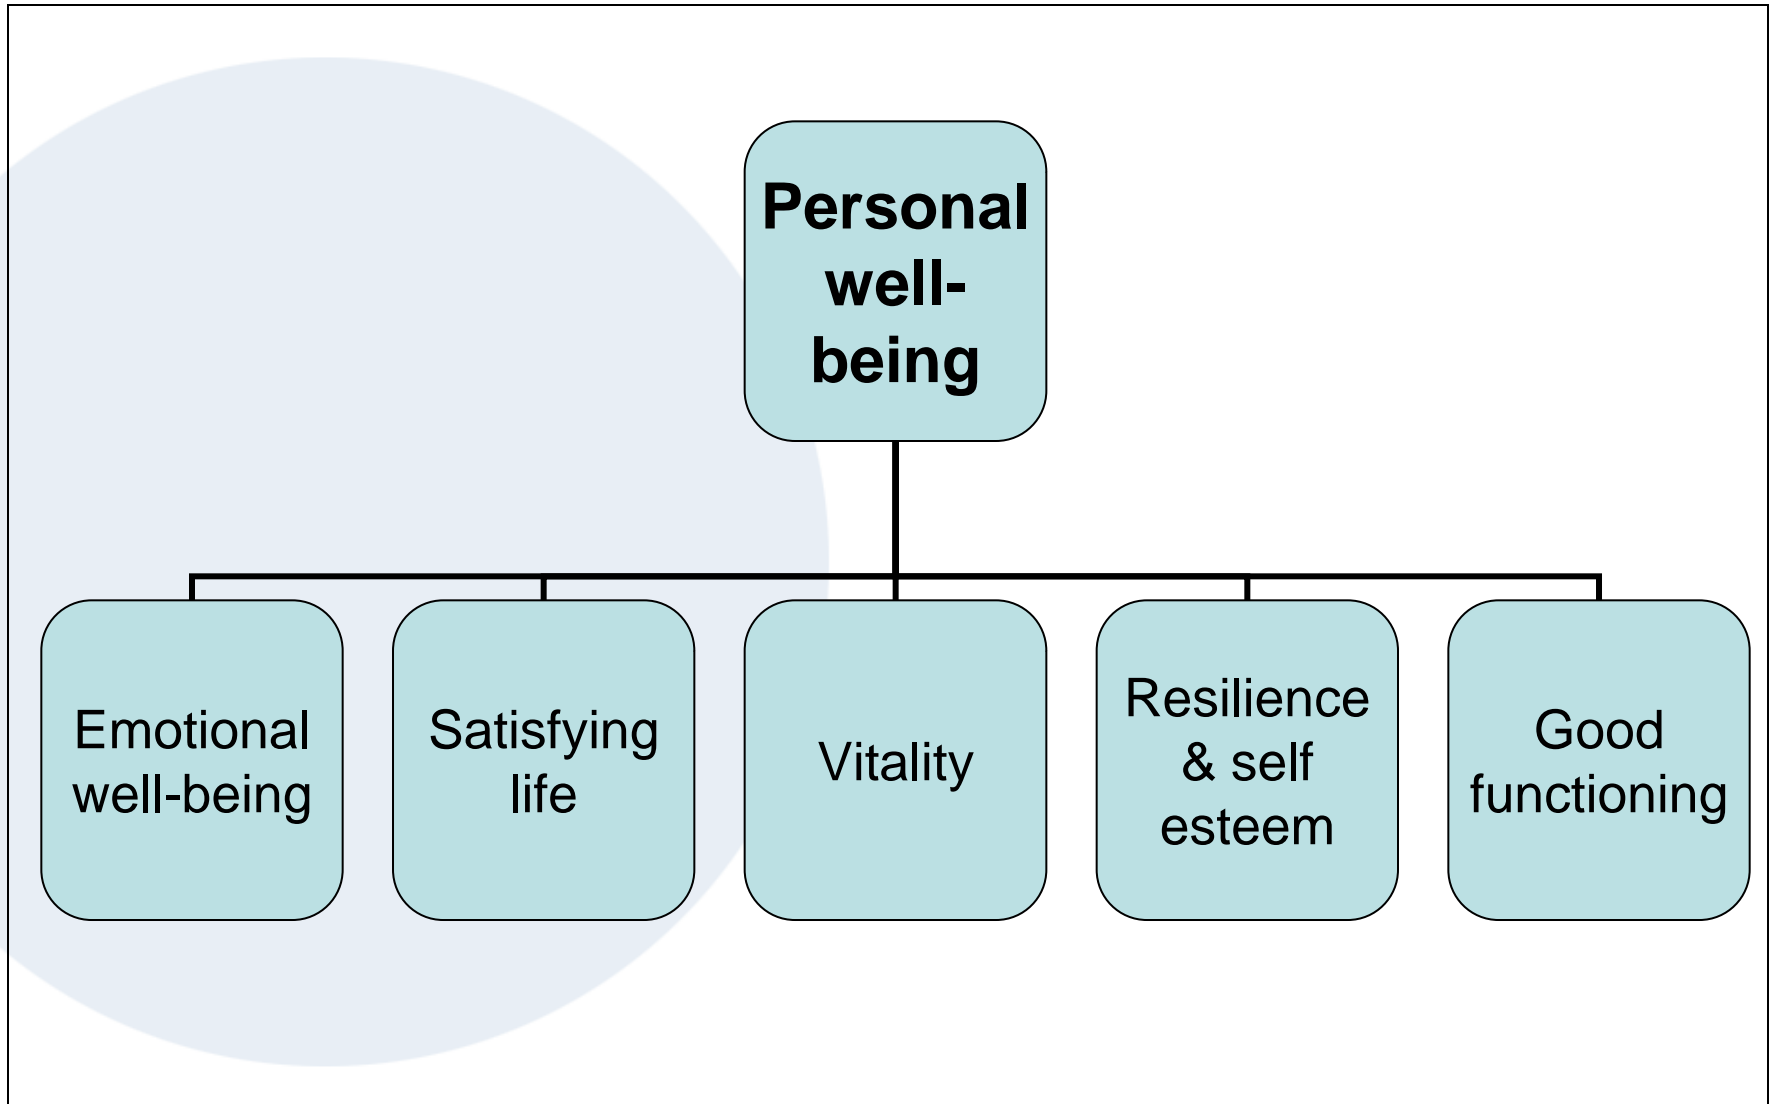 Personal
well-
being
Emotional
well-being
Satisfying
life
Vitality
Resilience
& self
esteem
Good
functioning